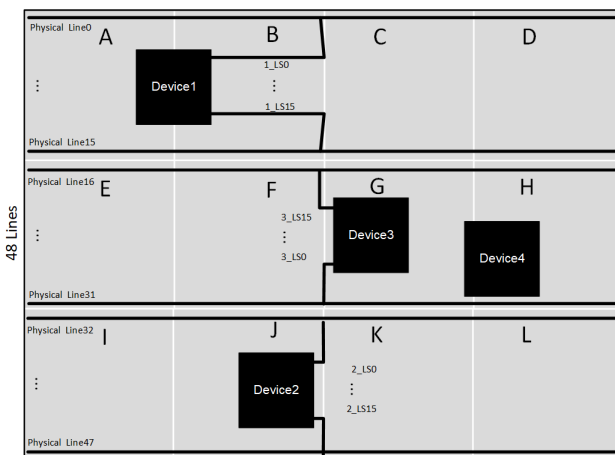 Physical Line0
A
B
C
D
Device1
1_LS0
⋮
⋮
1_LS15
Physical Line15
48 Lines
Physical Line16
E
F
G
H
3_LS15
⋮
⋮
3_LS0
Device3
Device4
Physical Line31
Physical Line32
I
J
K
L
Device2
2_LS0
⋮
⋮
2_LS15
Physical Line47